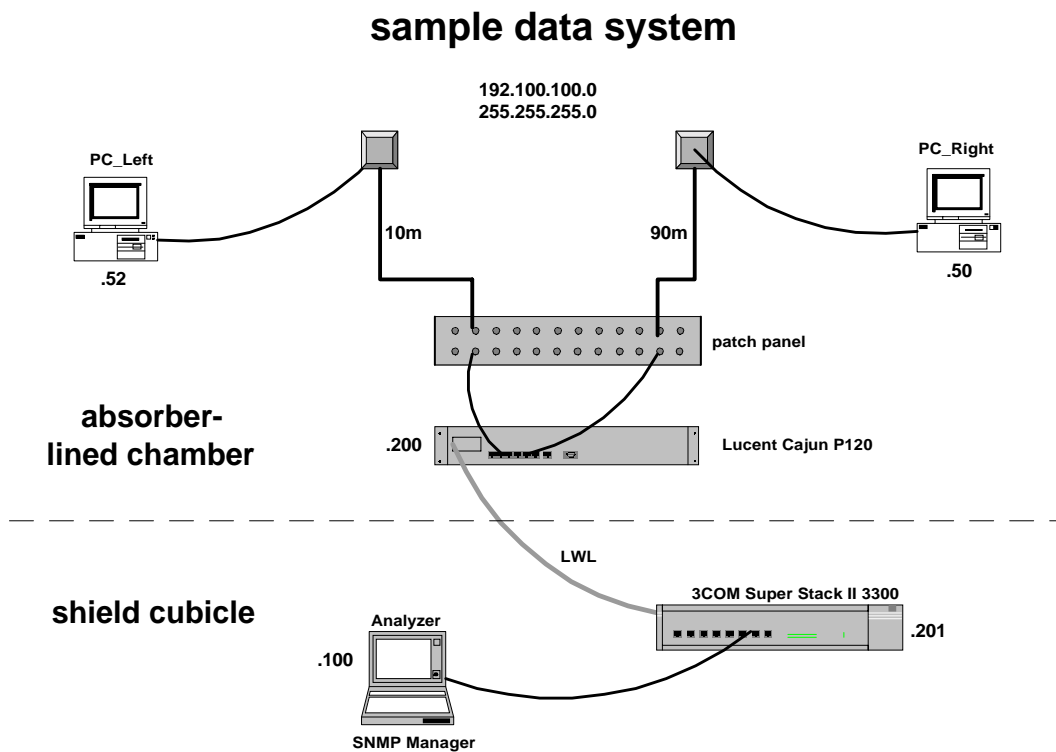 sample data system
192.100.100.0
255.255.255.0
PC_Left
PC_Right
10m
90m
.52
.50
patch panel
absorber-
lined chamber
.200
Lucent Cajun P120
LWL
shield cubicle
3COM Super Stack II 3300
Analyzer
.201
.100
SNMP Manager